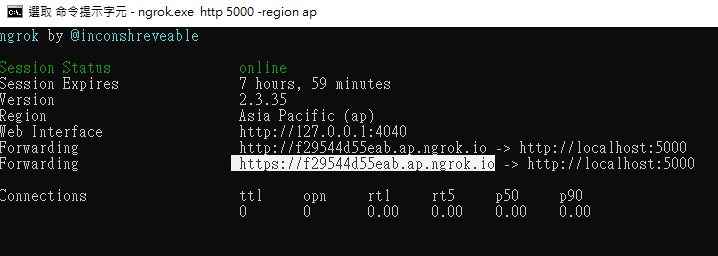 選取 命令提示字元 - ngrok.exe http 5000 -region ap
ngrok by @inconshreveable
Session Status online
Session Expires 7 hours, 59 minutes
Version 2.3.35
Region Asia Pacific (ap)
Web Interface http://127.0.0.1:4040
Forwarding http://f29544d55eab.ap.ngrok.io -> http://localhost:5000
Forwarding https://f29544d55eab.ap.ngrok.io -> http://localhost:5000
Connections ttl opn rt1 rt5 p50 p90
0 0 0.00 0.00 0.00 0.00